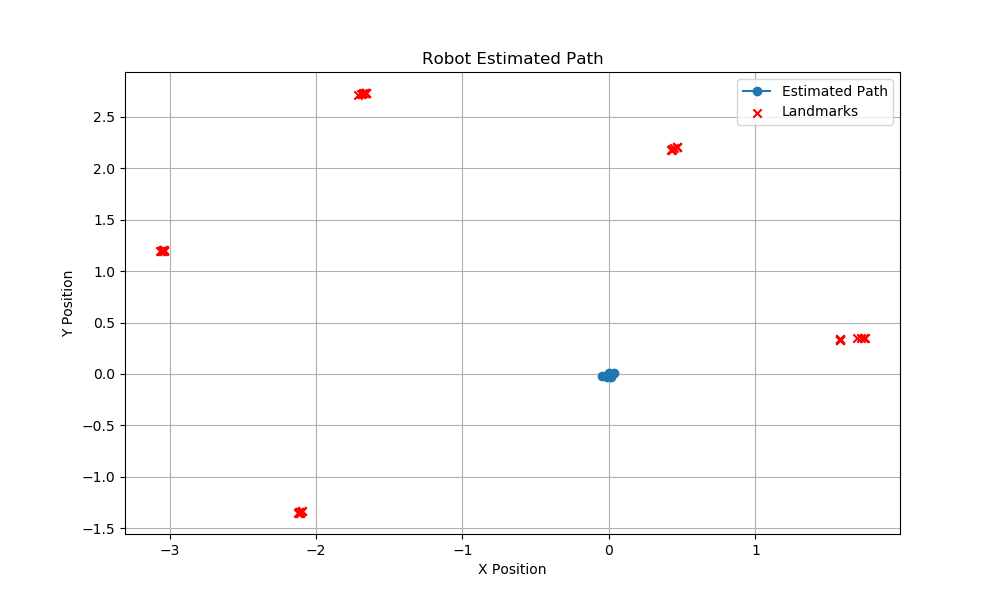 Robot Estimated Path
Estimated Path
Landmarks
2.5
2.0
1.5
1.0
0.5
0.0
−0.5
−1.0
−1.5
Y Position
−3
−2
−1
0
1
X Position